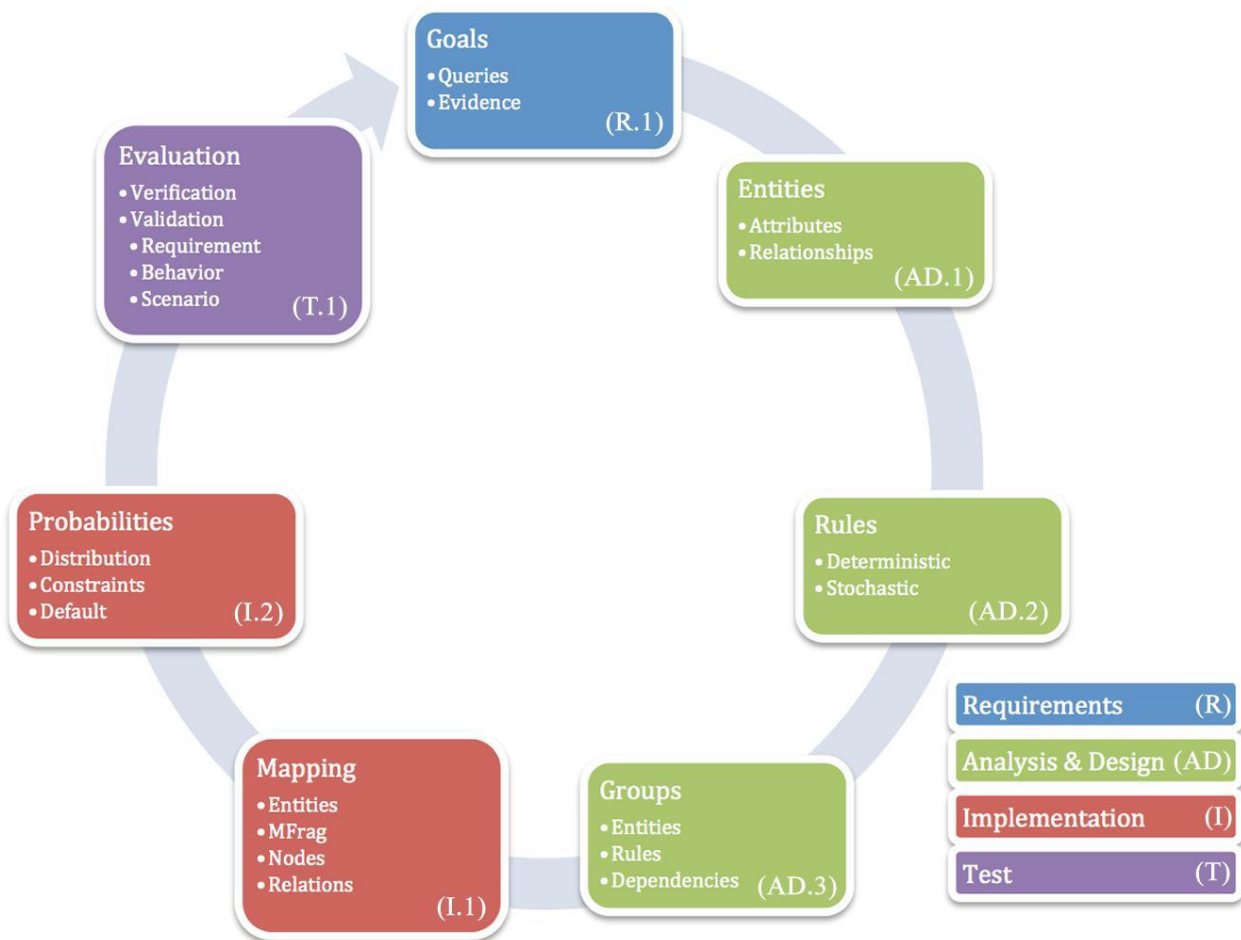 Goals
• Queries
• Evidence
(R.1)
Entities
• Attributes
• Relationships
(AD.1)
Rules
• Deterministic
• Stochastic
(AD.2)
Groups
• Entities
• Rules
• Dependencies
(AD.3)
Mapping
• Entities
• MFrag
• Nodes
• Relations
(I.1)
Probabilities
• Distribution
• Constraints
• Default
(I.2)
Evaluation
• Verification
• Validation
• Requirement
• Behavior
• Scenario
(T.1)
Requirements (R)
Analysis & Design (AD)
Implementation (I)
Test (T)